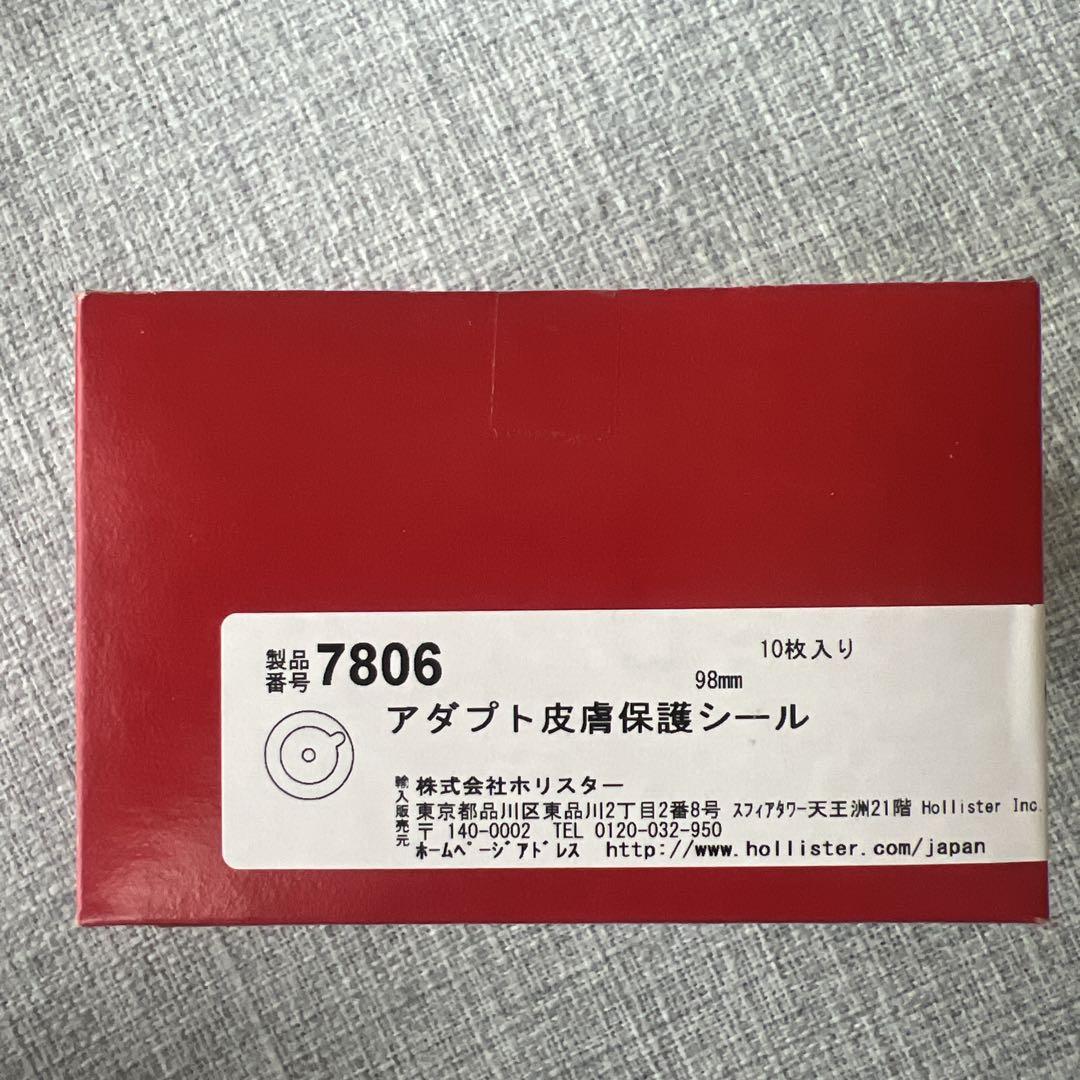 製品番号 7806
10枚入り
98mm
アダプト皮膚保護シール
輸入販売元
株式会社ホリスター
東京都品川区東品川2丁目2番8号 スフィアタワー天王洲21階 Hollister Inc.
〒 140-0002 TEL 0120-032-950
ホームページアドレス http://www.hollister.com/japan